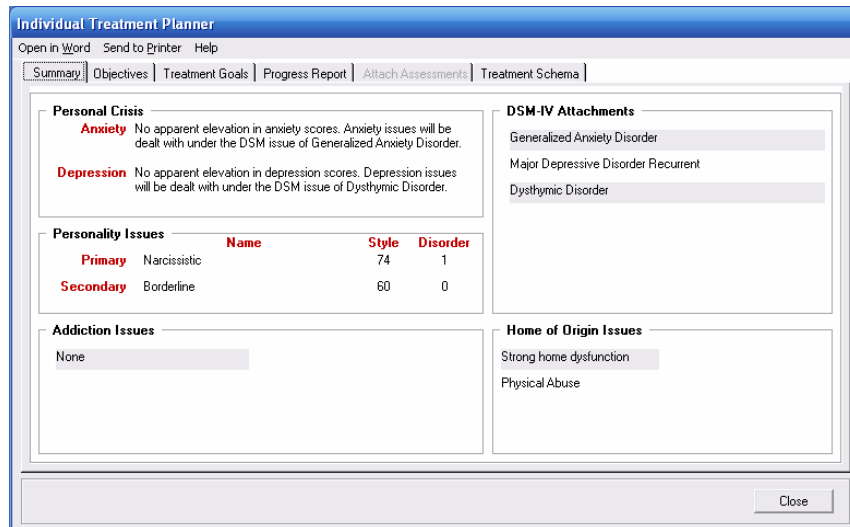 Individual Treatment Planner
Open in Word Send to Printer Help
Summary Objectives Treatment Goals Progress Report Attach Assessments Treatment Schema
Personal Crisis
Anxiety No apparent elevation in anxiety scores. Anxiety issues will be
dealt with under the DSM issue of Generalized Anxiety Disorder.
Depression No apparent elevation in depression scores. Depression issues
will be dealt with under the DSM issue of Dysthymic Disorder.
DSM-IV Attachments
Generalized Anxiety Disorder
Major Depressive Disorder Recurrent
Dysthymic Disorder
Personality Issues
Name Style Disorder
Primary Narcissistic 74 1
Secondary Borderline 60 0
Addiction Issues
None
Home of Origin Issues
Strong home dysfunction
Physical Abuse
Close